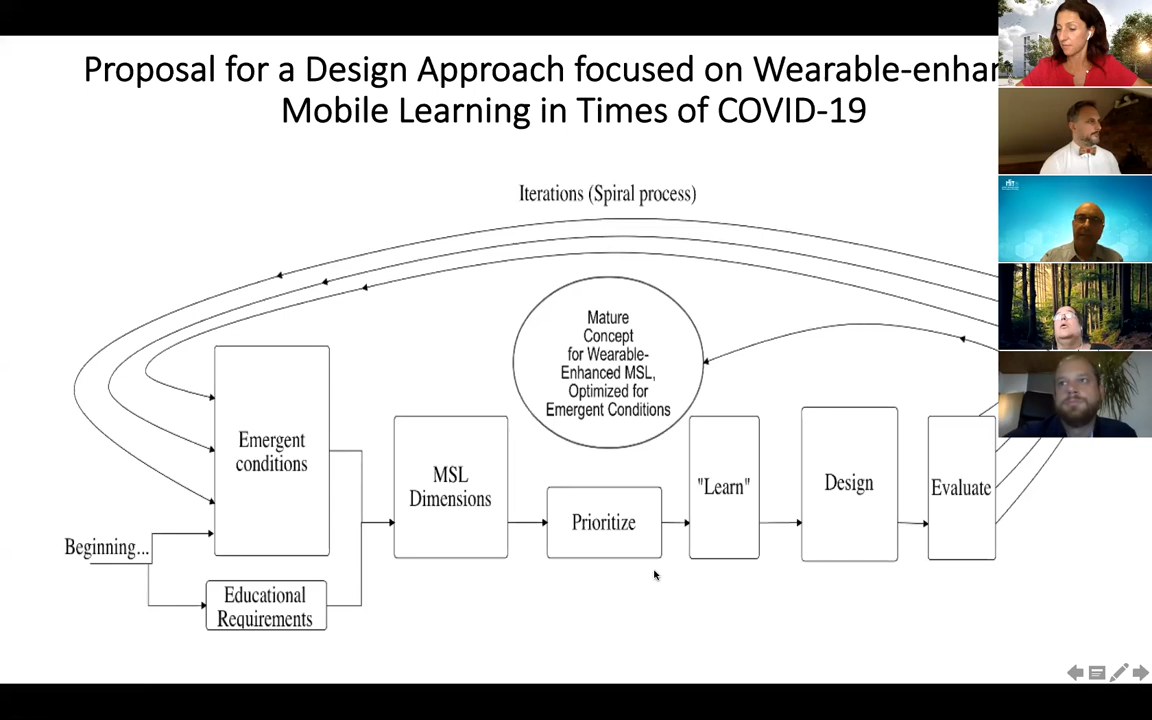 Proposal for a Design Approach focused on Wearable-enhan
Mobile Learning in Times of COVID-19
Iterations (Spiral process)
Mature
Concept
for Wearable-
Enhanced MSL,
Optimized for
Emergent Conditions
Emergent
conditions
MSL
Dimensions
Prioritize
"Learn"
Design
Evaluate
Beginning...
Educational
Requirements